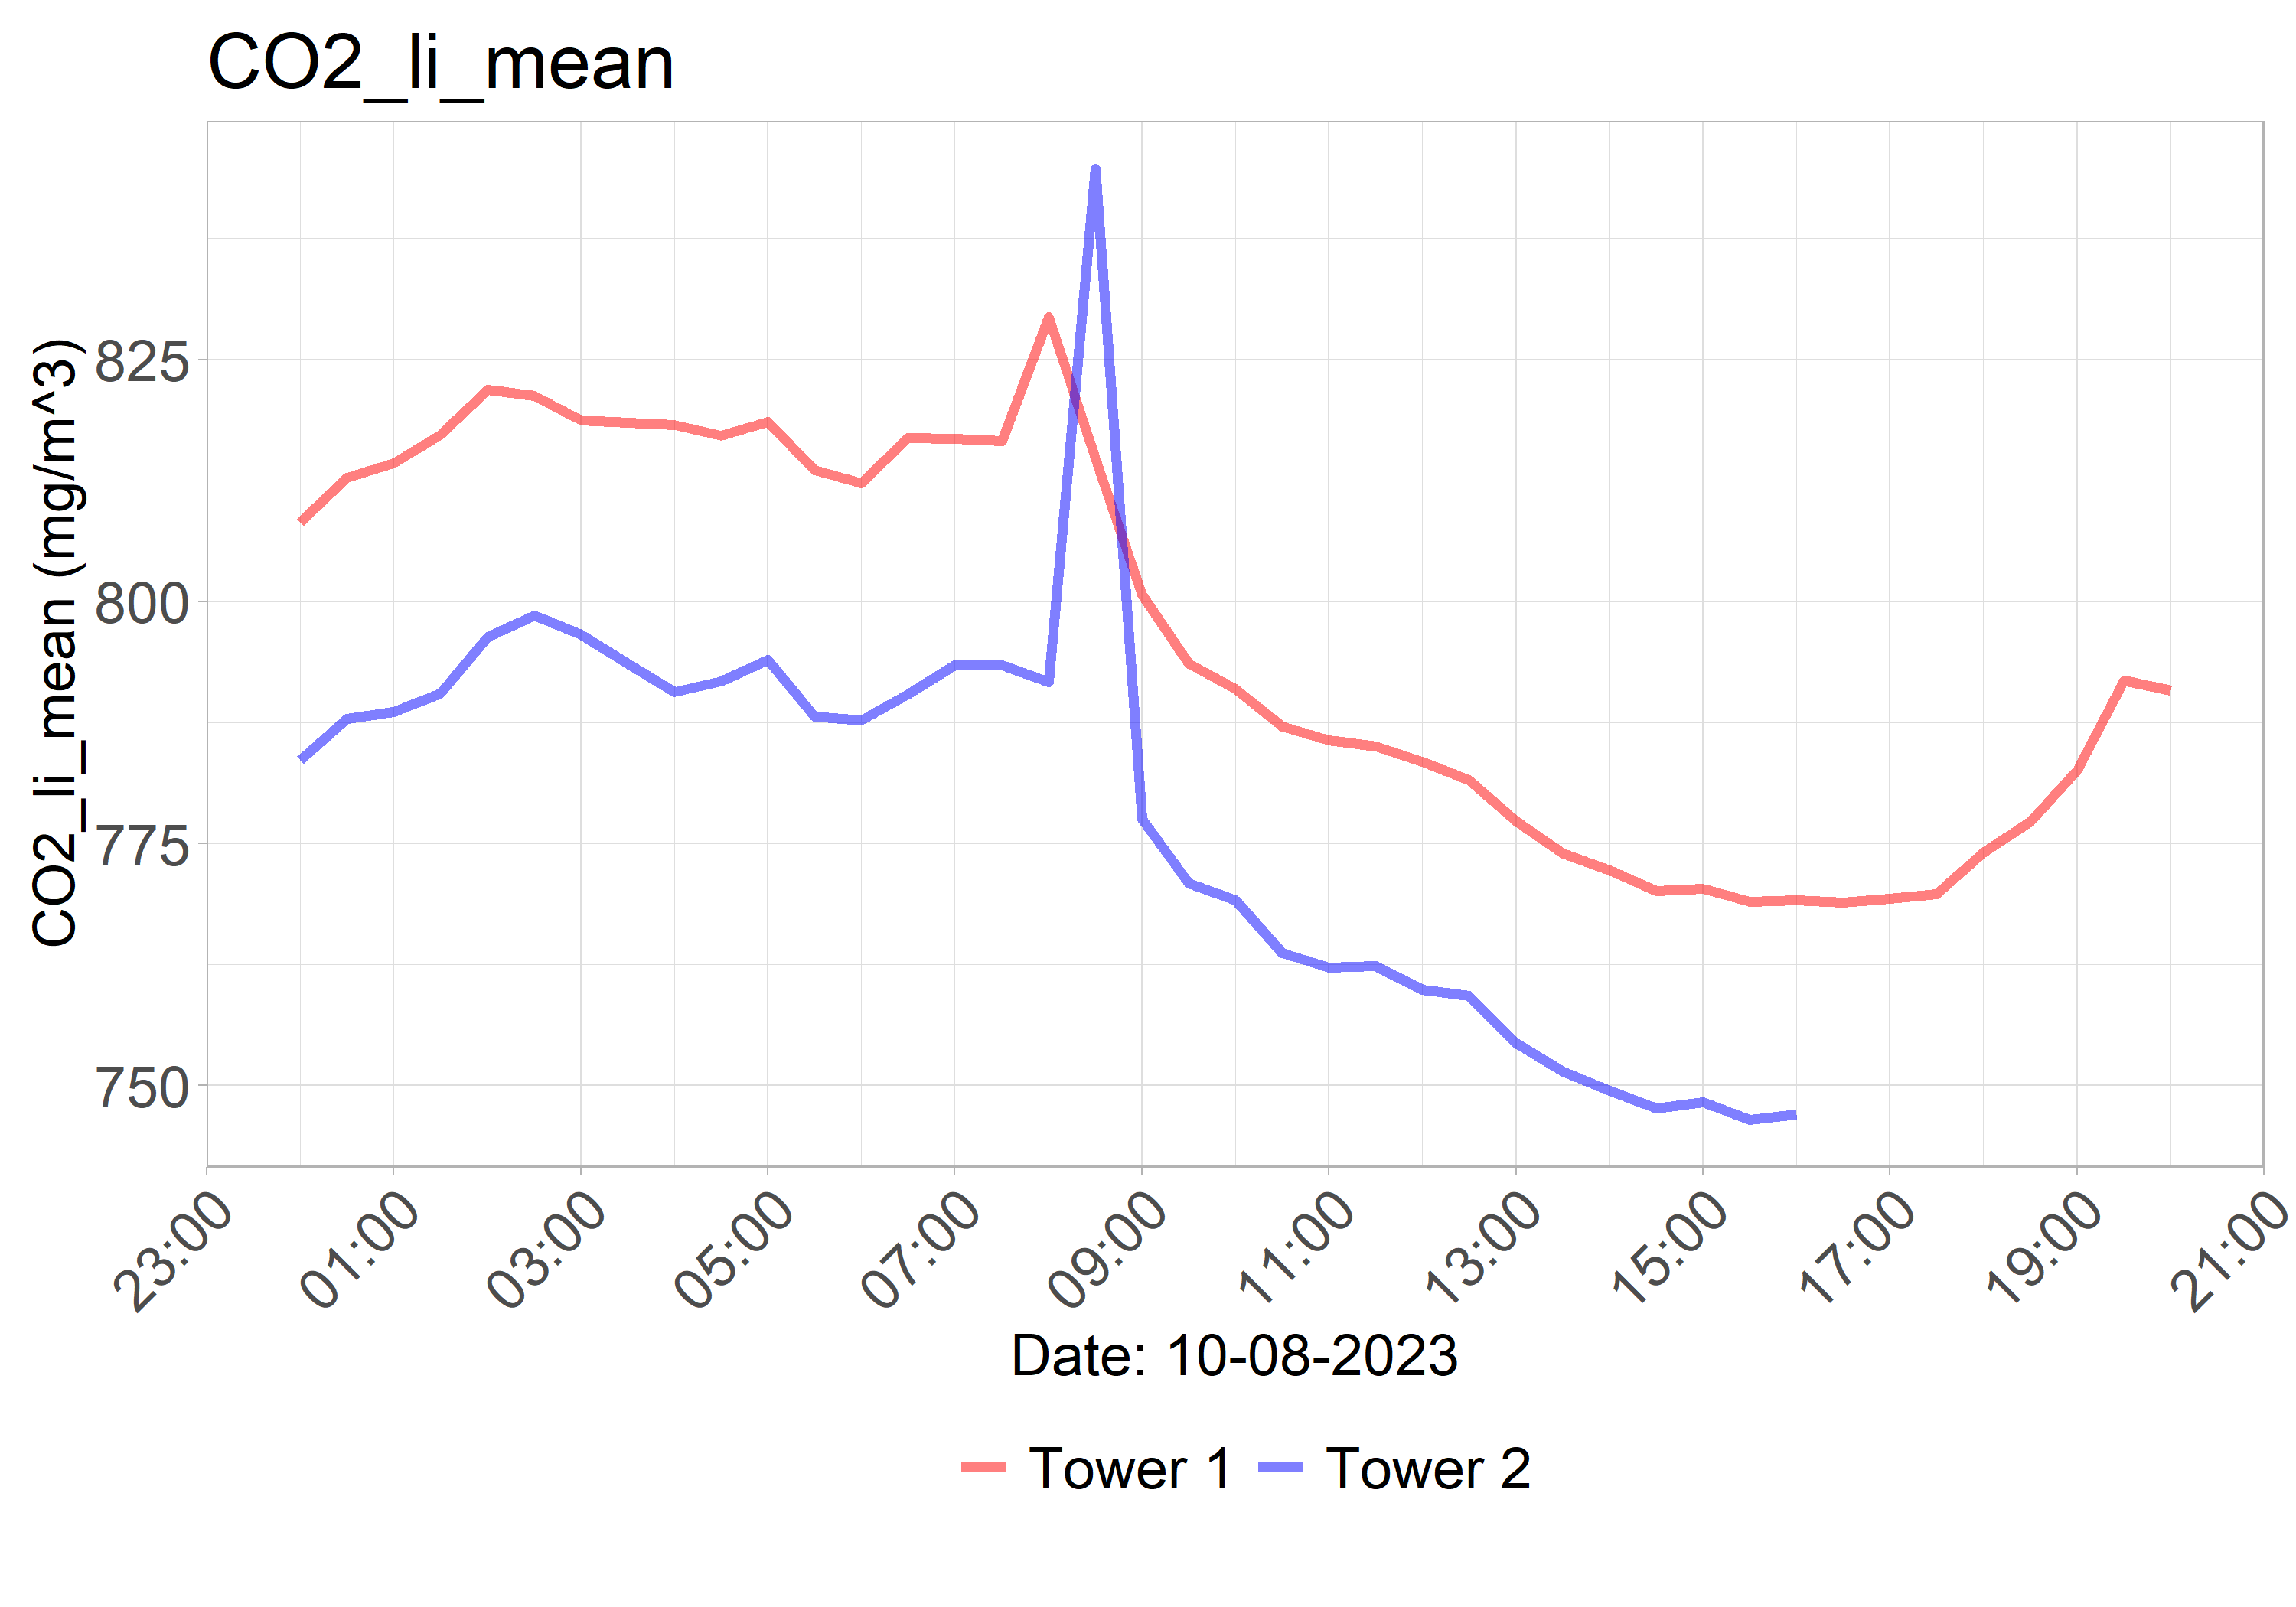 CO2_li_mean
CO2_li_mean (mg/m^3)
825
800
775
750
23:00 01:00 03:00 05:00 07:00 09:00 11:00 13:00 15:00 17:00 19:00 21:00
Date: 10-08-2023
Tower 1 Tower 2